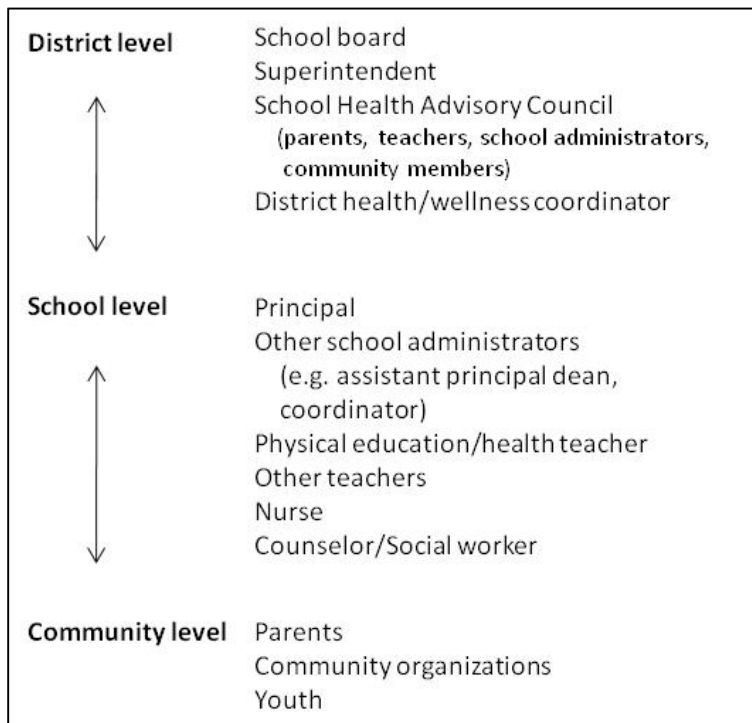 District level School board
Superintendent
School Health Advisory Council
(parents, teachers, school administrators,
community members)
District health/wellness coordinator
School level Principal
Other school administrators
(e.g. assistant principal dean,
coordinator)
Physical education/health teacher
Other teachers
Nurse
Counselor/Social worker
Community level Parents
Community organizations
Youth